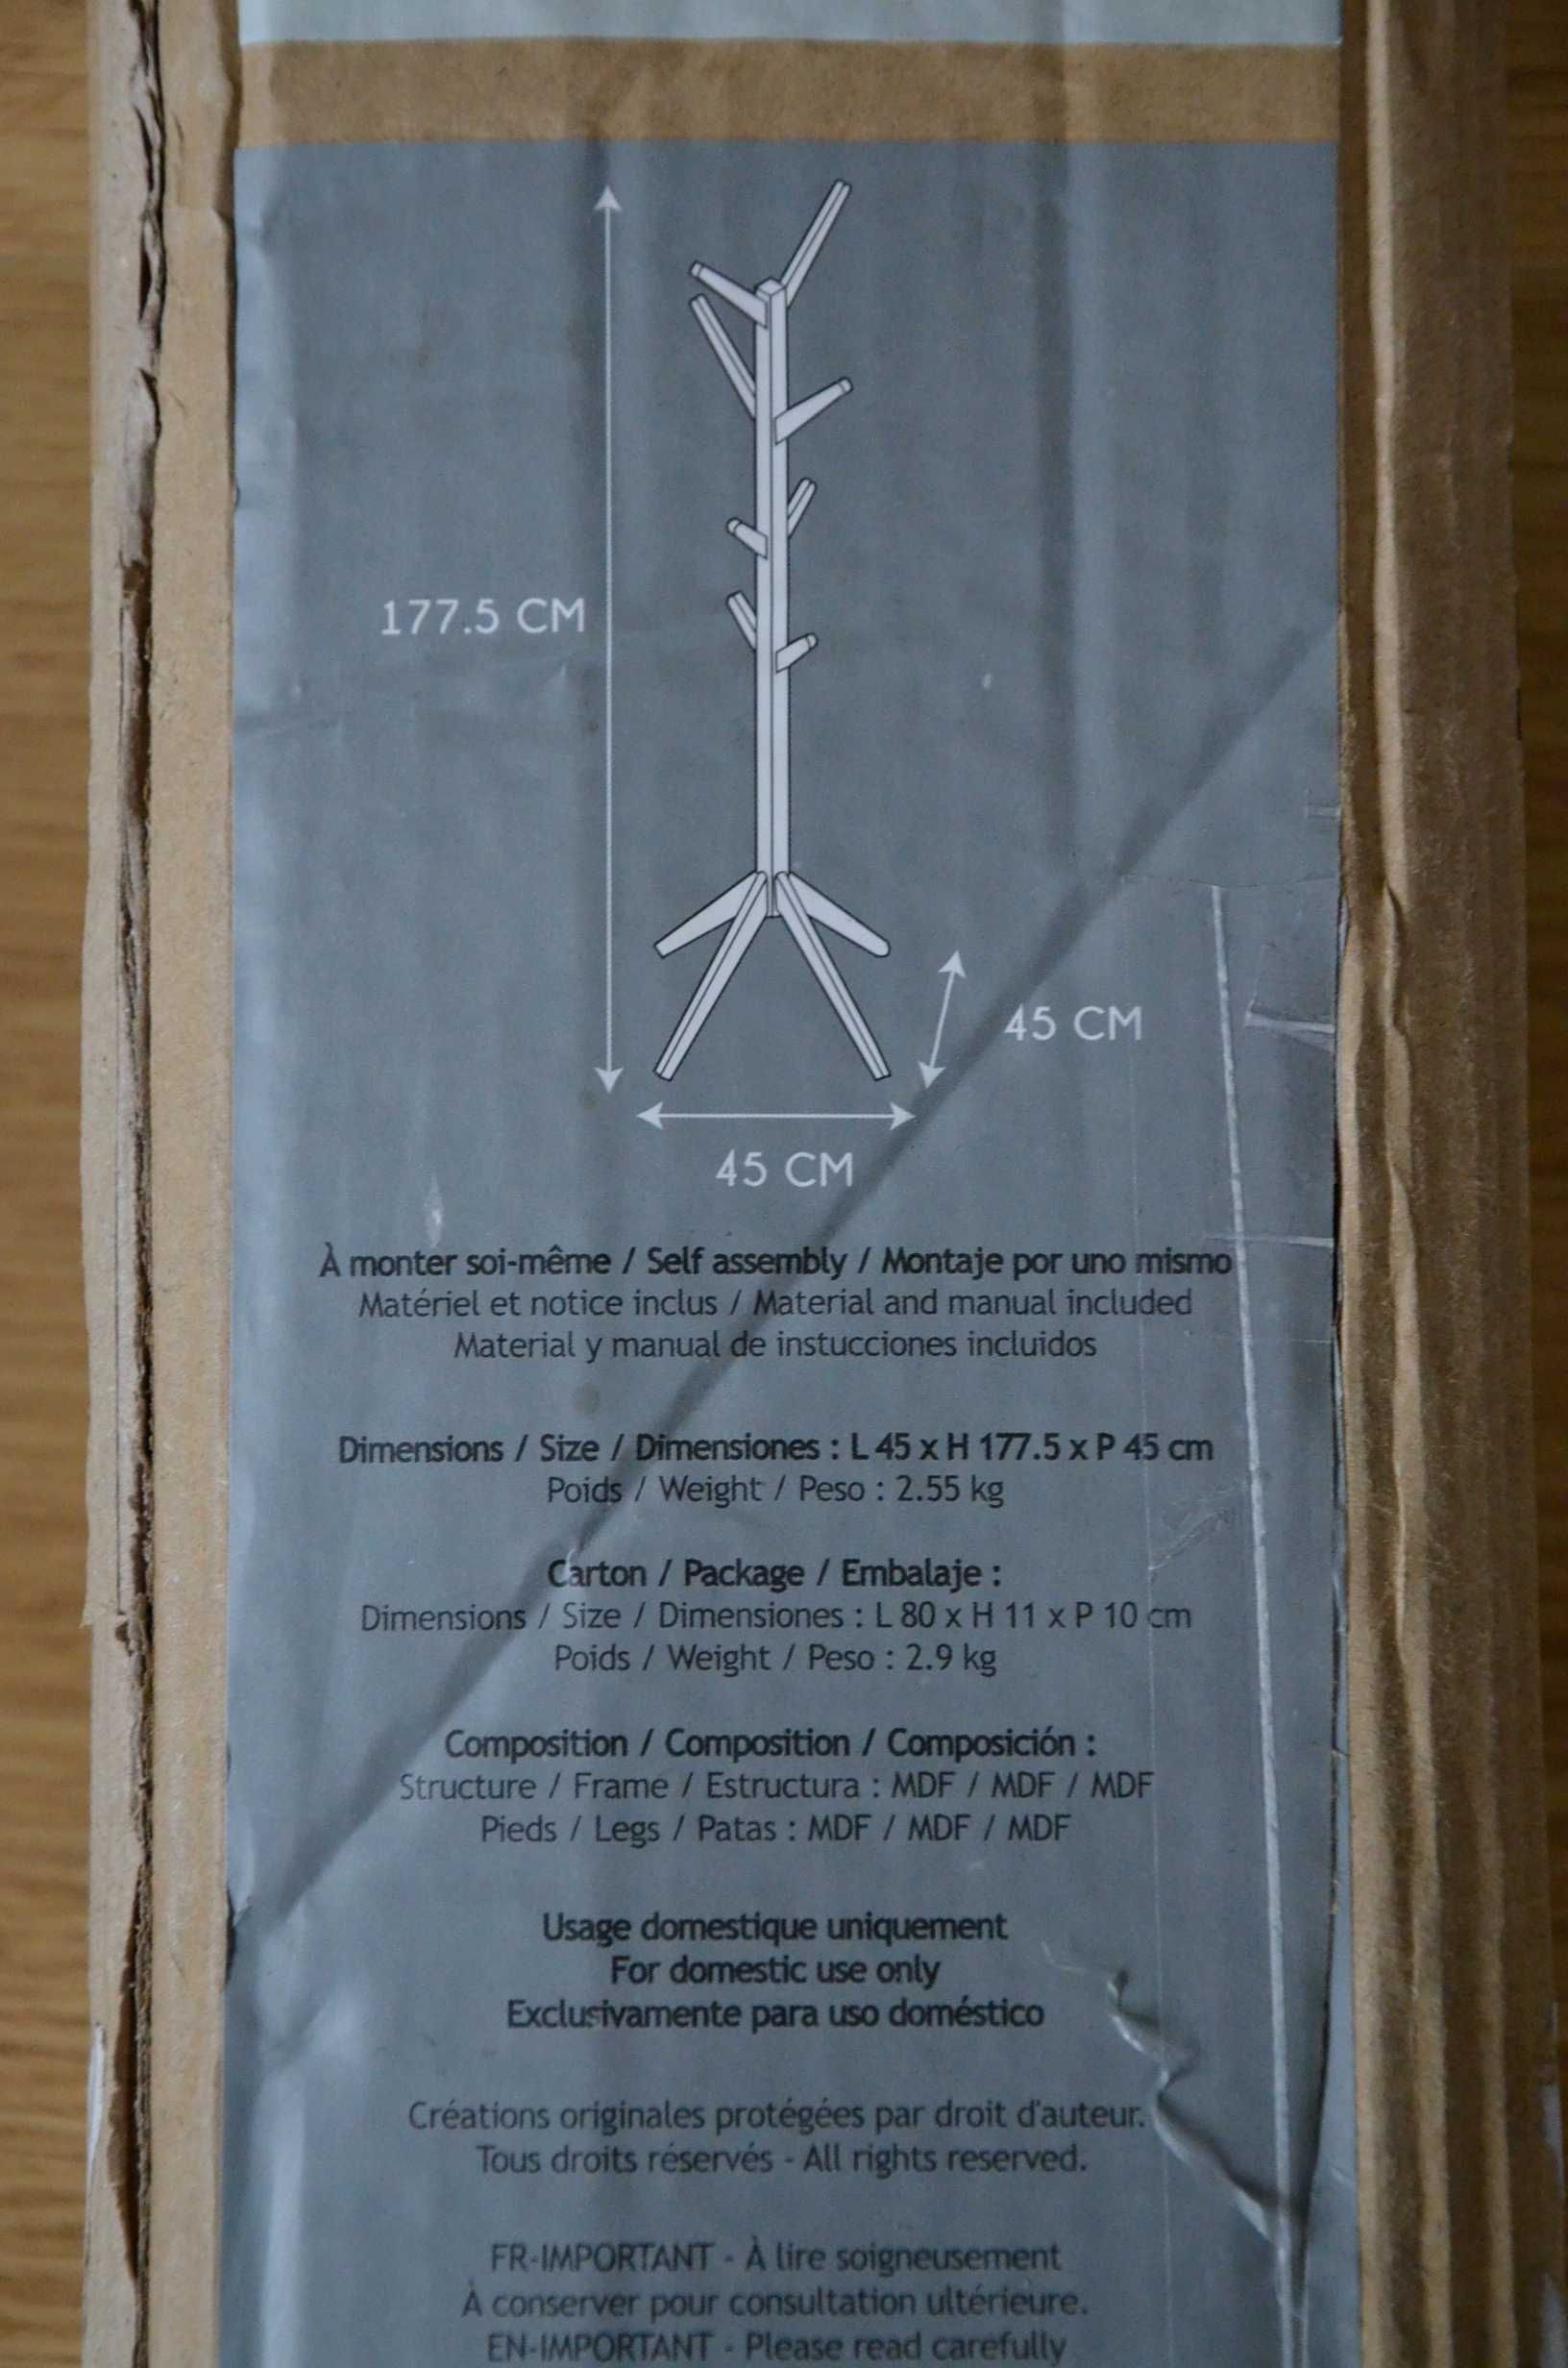 177.5 CM
45 CM
45 CM
À monter soi-même / Self assembly / Montaje por uno mismo
Matériel et notice inclus / Material and manual included
Material y manual de instucciones incluidos
Dimensions / Size / Dimensiones : L 45 x H 177.5 x P 45 cm
Poids / Weight / Peso : 2.55 kg
Carton / Package / Embalaje :
Dimensions / Size / Dimensiones : L 80 x H 11 x P 10 cm
Poids / Weight / Peso : 2.9 kg
Composition / Composition / Composición :
Structure / Frame / Estructura : MDF / MDF / MDF
Pieds / Legs / Patas : MDF / MDF / MDF
Usage domestique uniquement
For domestic use only
Exclusivamente para uso doméstico
Créations originales protégées par droit d'auteur.
Tous droits réservés - All rights reserved.
FR-IMPORTANT - À lire soigneusement
À conserver pour consultation ultérieure.
EN-IMPORTANT - Please read carefully